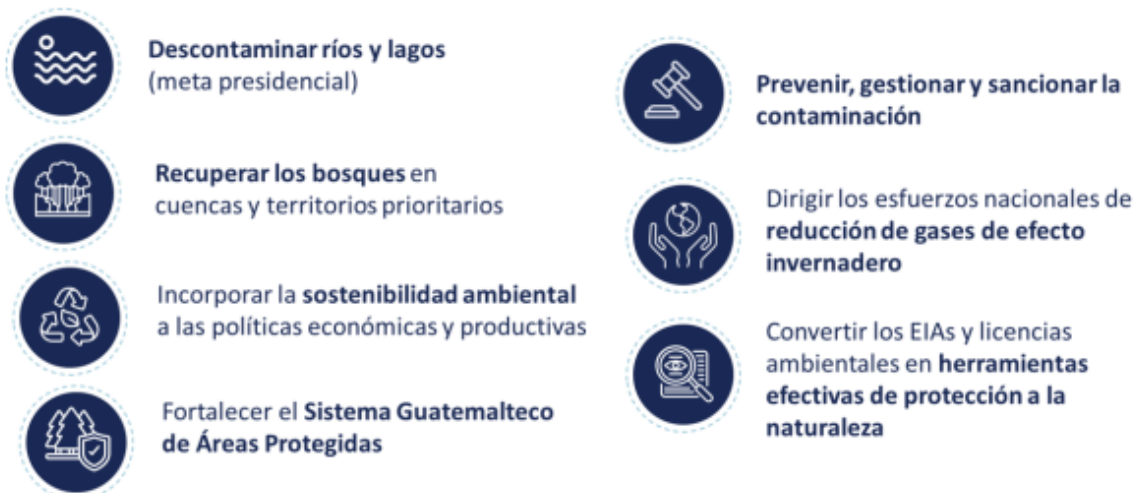 Descontaminar ríos y lagos
(meta presidencial)
Recuperar los bosques en
cuencas y territorios prioritarios
Incorporar la sostenibilidad ambiental
a las políticas económicas y productivas
Fortalecer el Sistema Guatemalteco
de Áreas Protegidas
Prevenir, gestionar y sancionar la
contaminación
Dirigir los esfuerzos nacionales de
reducción de gases de efecto
invernadero
Convertir los EIAs y licencias
ambientales en herramientas
efectivas de protección a la
naturaleza